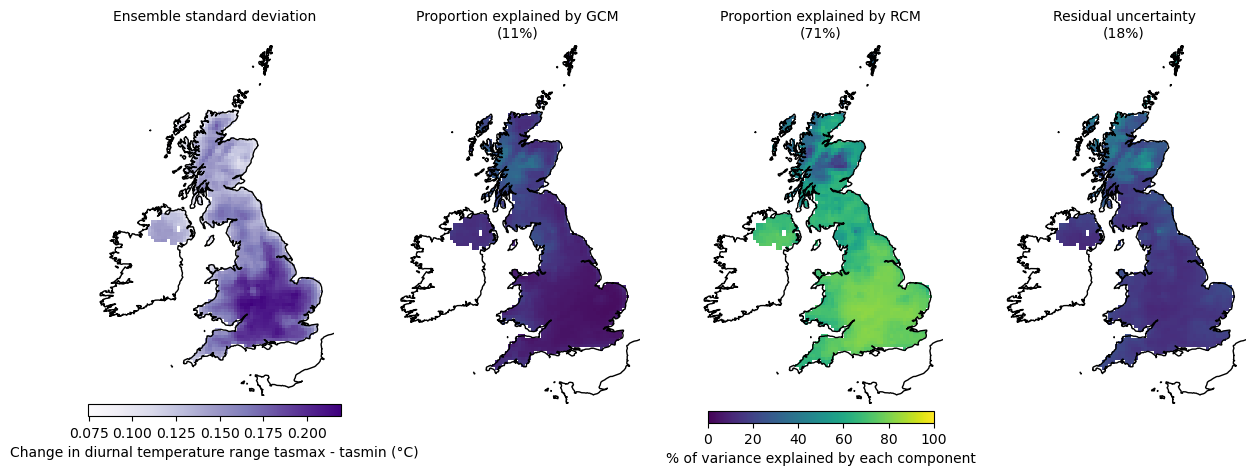 Ensemble standard deviation
Proportion explained by GCM
(11%)
Proportion explained by RCM
(71%)
Residual uncertainty
(18%)
0.075 0.100 0.125 0.150 0.175 0.200
Change in diurnal temperature range tasmax - tasmin (°C)
0 20 40 60 80 100
% of variance explained by each component